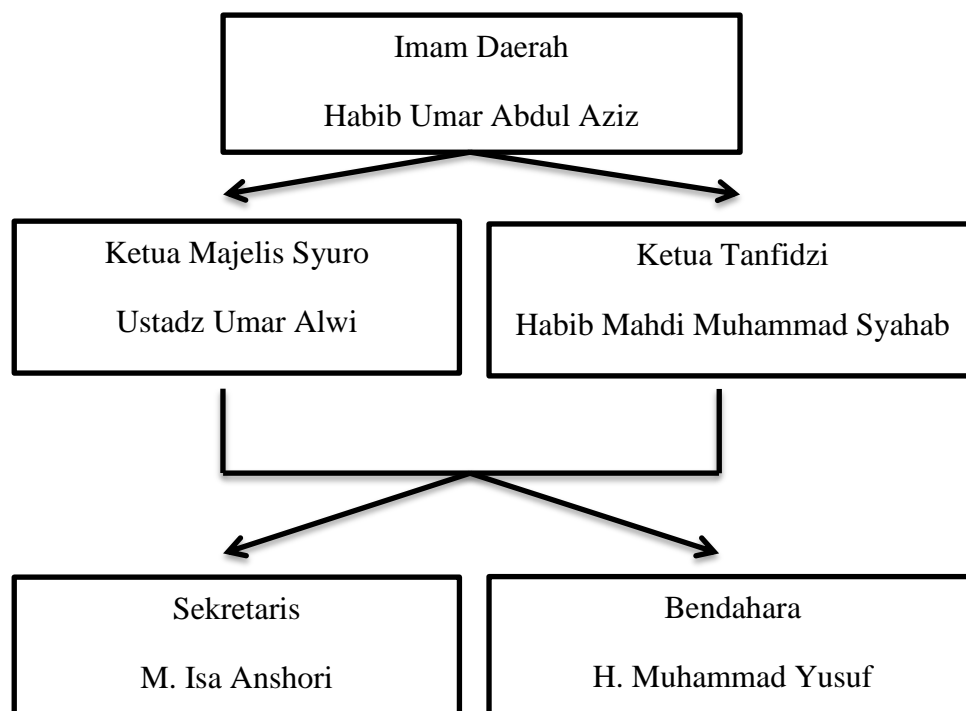 Imam Daerah
Habib Umar Abdul Aziz
Ketua Majelis Syuro
Ustadz Umar Alwi
Ketua Tanfidzi
Habib Mahdi Muhammad Syahab
Sekretaris
M. Isa Anshori
Bendahara
H. Muhammad Yusuf